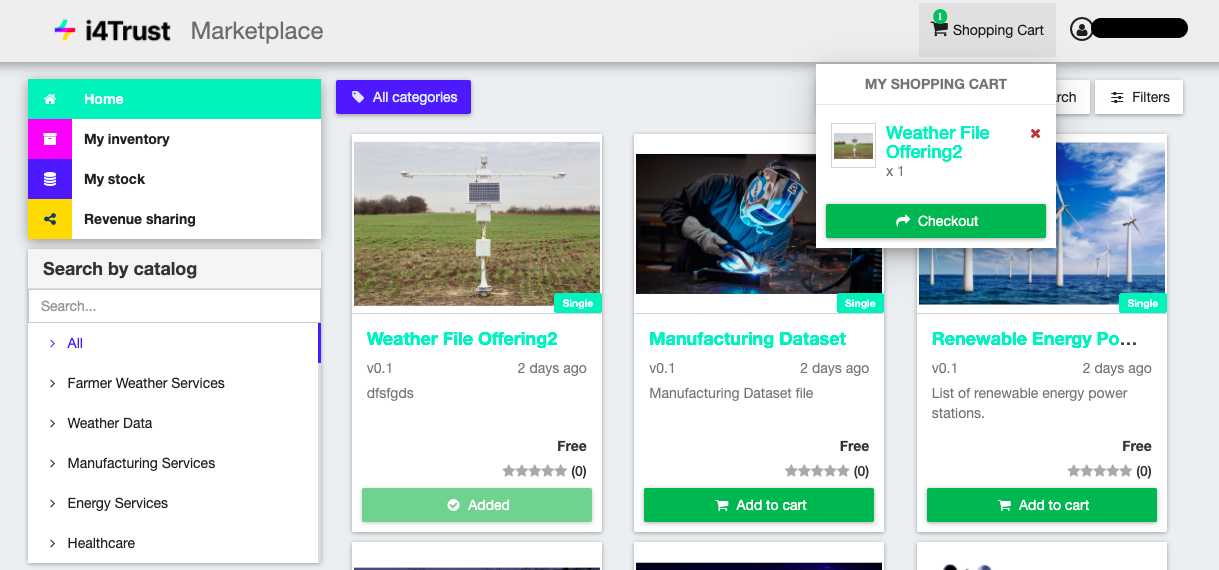 i4Trust Marketplace
1
Shopping Cart
MY SHOPPING CART
Weather File
Offering2
x 1
Checkout
Home
My inventory
My stock
Revenue sharing
Search by catalog
Search...
All
Farmer Weather Services
Weather Data
Manufacturing Services
Energy Services
Healthcare
All categories
rch
Filters
Single
Weather File Offering2
v0.1 2 days ago
dfsfgds
Free
(0)
Added
Single
Manufacturing Dataset
v0.1 2 days ago
Manufacturing Dataset file
Free
(0)
Add to cart
Single
Renewable Energy Po...
v0.1 2 days ago
List of renewable energy power
stations.
Free
(0)
Add to cart